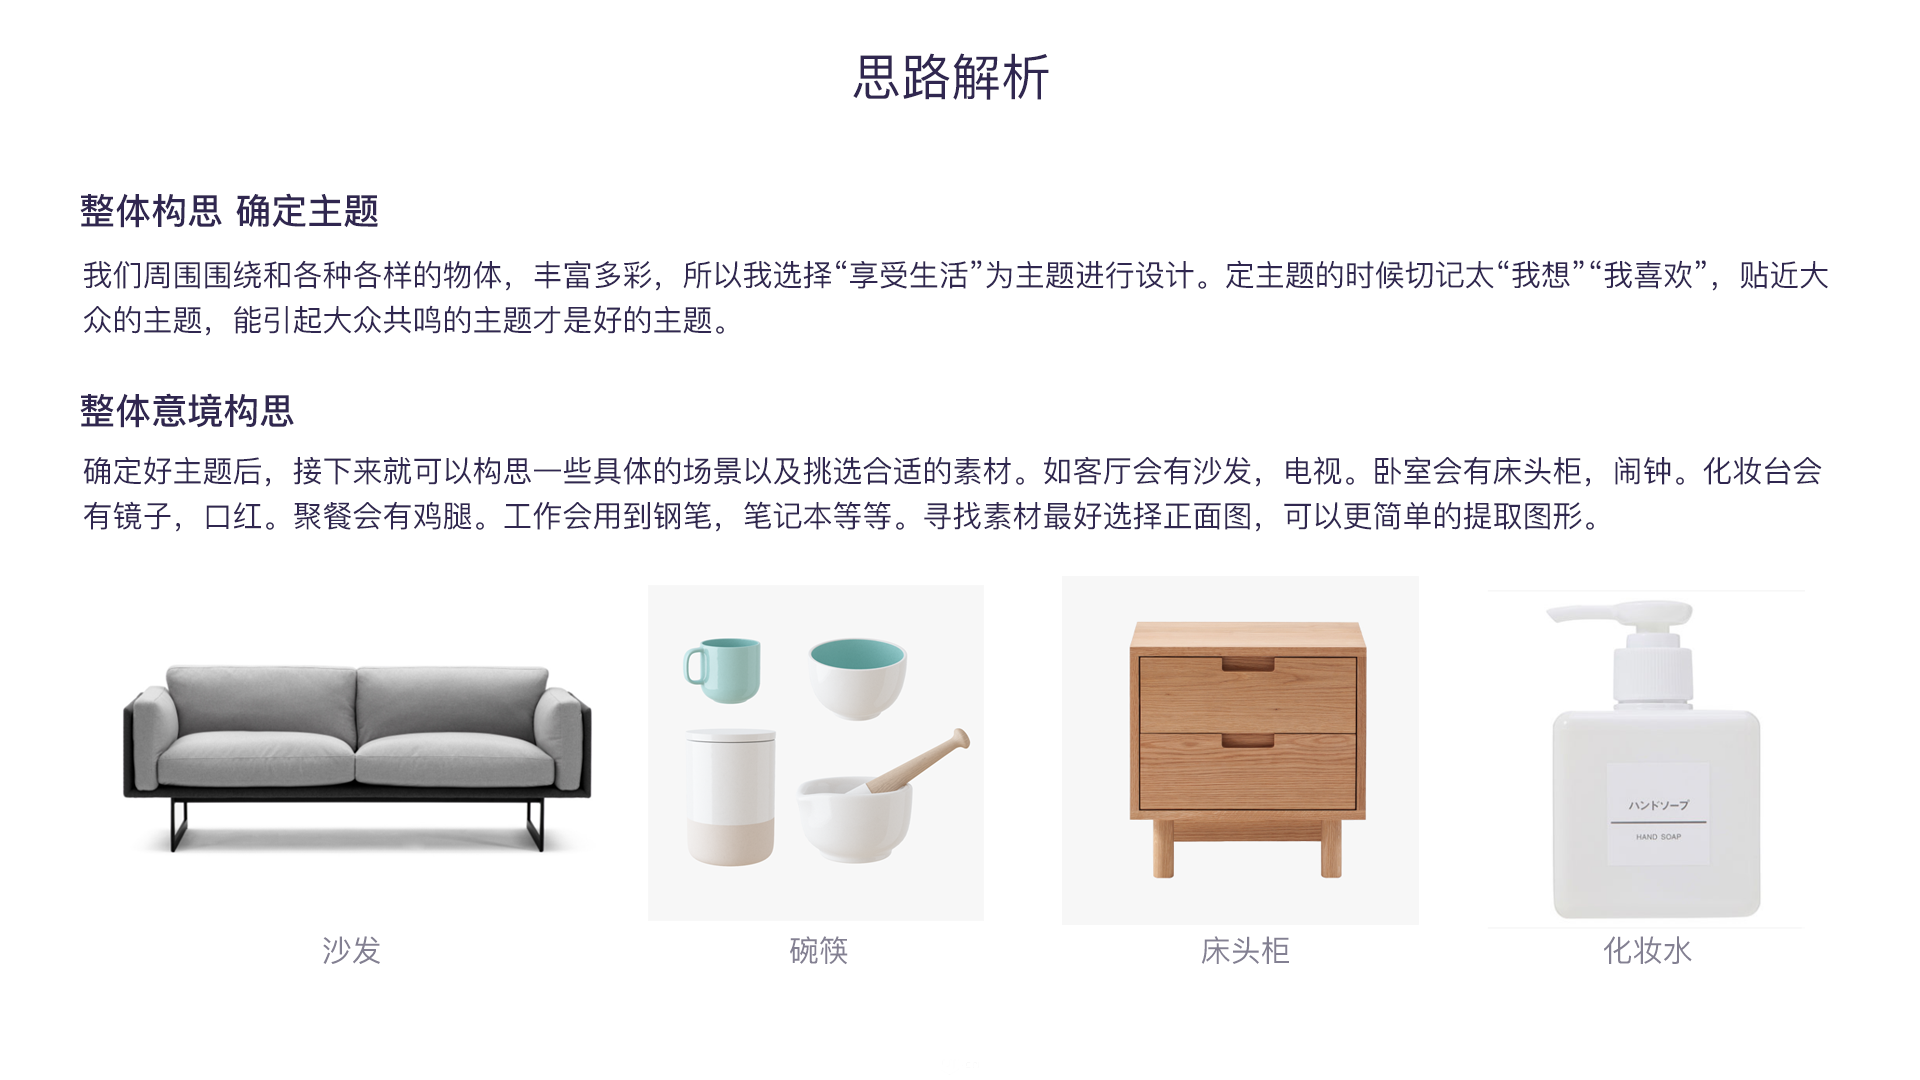 思路解析
整体构思 确定主题
我们周围围绕和各种各样的物体，丰富多彩，所以我选择“享受生活”为主题进行设计。定主题的时候切记太“我想”“我喜欢”，贴近大
众的主题，能引起大众共鸣的主题才是好的主题。
整体意境构思
确定好主题后，接下来就可以构思一些具体的场景以及挑选合适的素材。如客厅会有沙发，电视。卧室会有床头柜，闹钟。化妆台会
有镜子，口红。聚餐会有鸡腿。工作会用到钢笔，笔记本等等。寻找素材最好选择正面图，可以更简单的提取图形。
ハンドソープ
HAND SOAP
沙发
碗筷
床头柜
化妆水